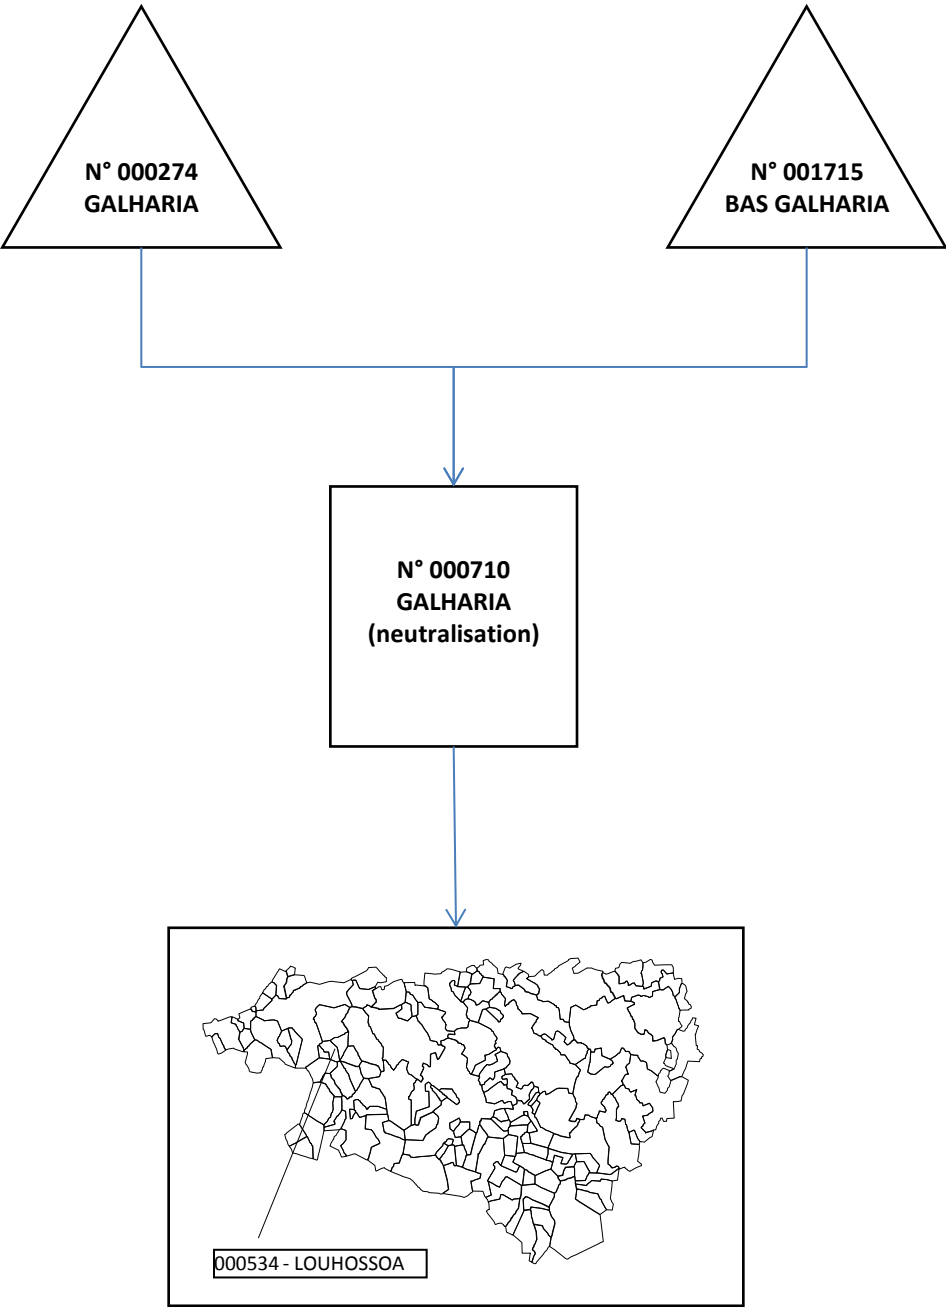 N° 000274
GALHARIA
N° 001715
BAS GALHARIA
N° 000710
GALHARIA
(neutralisation)
000534 - LOUHOSSOA